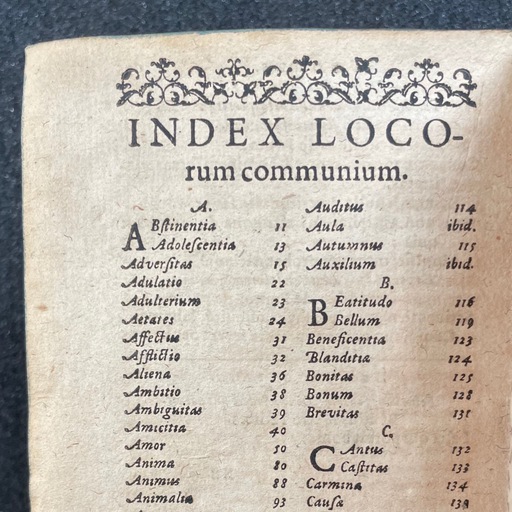 INDEX LOCO-
rum communium.
A.
ABſtinentia 11
Adoleſcentia 13
Adverſitas 15
Adulatio 22
Adulterium 23
Aetates 24
Affectus 31
Afflictio 32
Aliena 36
Ambitio 38
Ambiguitas 39
Amicitia 40
Amor 50
Anima 80
Animus 88
Animalia 93
Auditus 114
Aula ibid.
Autumnus 115
Auxilium ibid.
B.
BEatitudo 116
Bellum 119
Beneficentia 123
Blanditia 124
Bonitas 125
Bonum 128
Brevitas 131
C.
CAntus 132
Caſtitas 133
Carmina 134
Cauſa